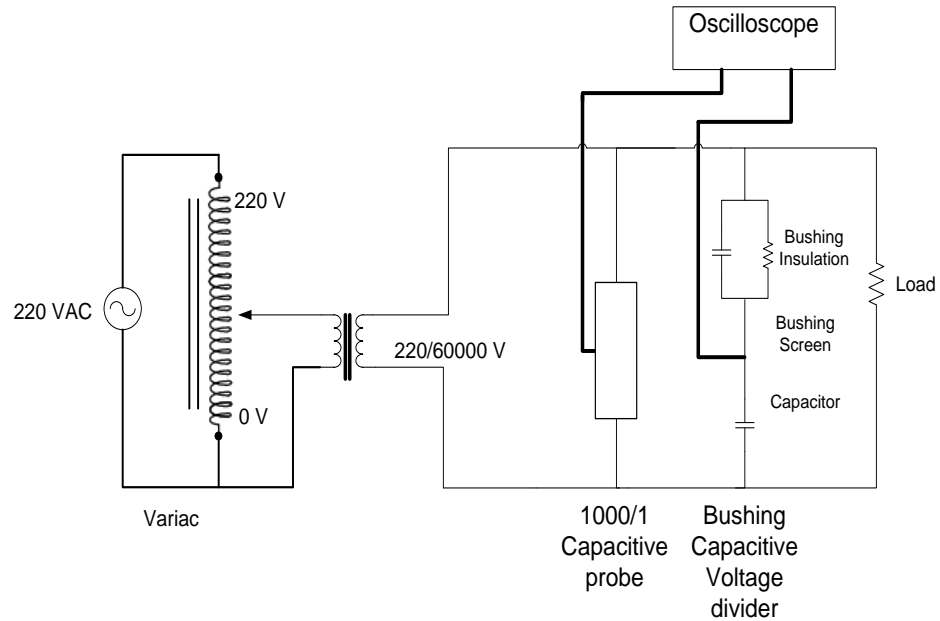 Oscilloscope
220 V
Bushing
Insulation
Load
220 VAC
220/60000 V
Bushing
Screen
0 V
Capacitor
Variac
1000/1
Capacitive
probe
Bushing
Capacitive
Voltage
divider